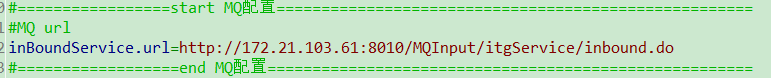 #=================start MQ配置==================================================
#MQ url
inBoundService.url=http://172.21.103.61:8010/MQInput/itgService/inbound.do
#==================end MQ配置==================================================